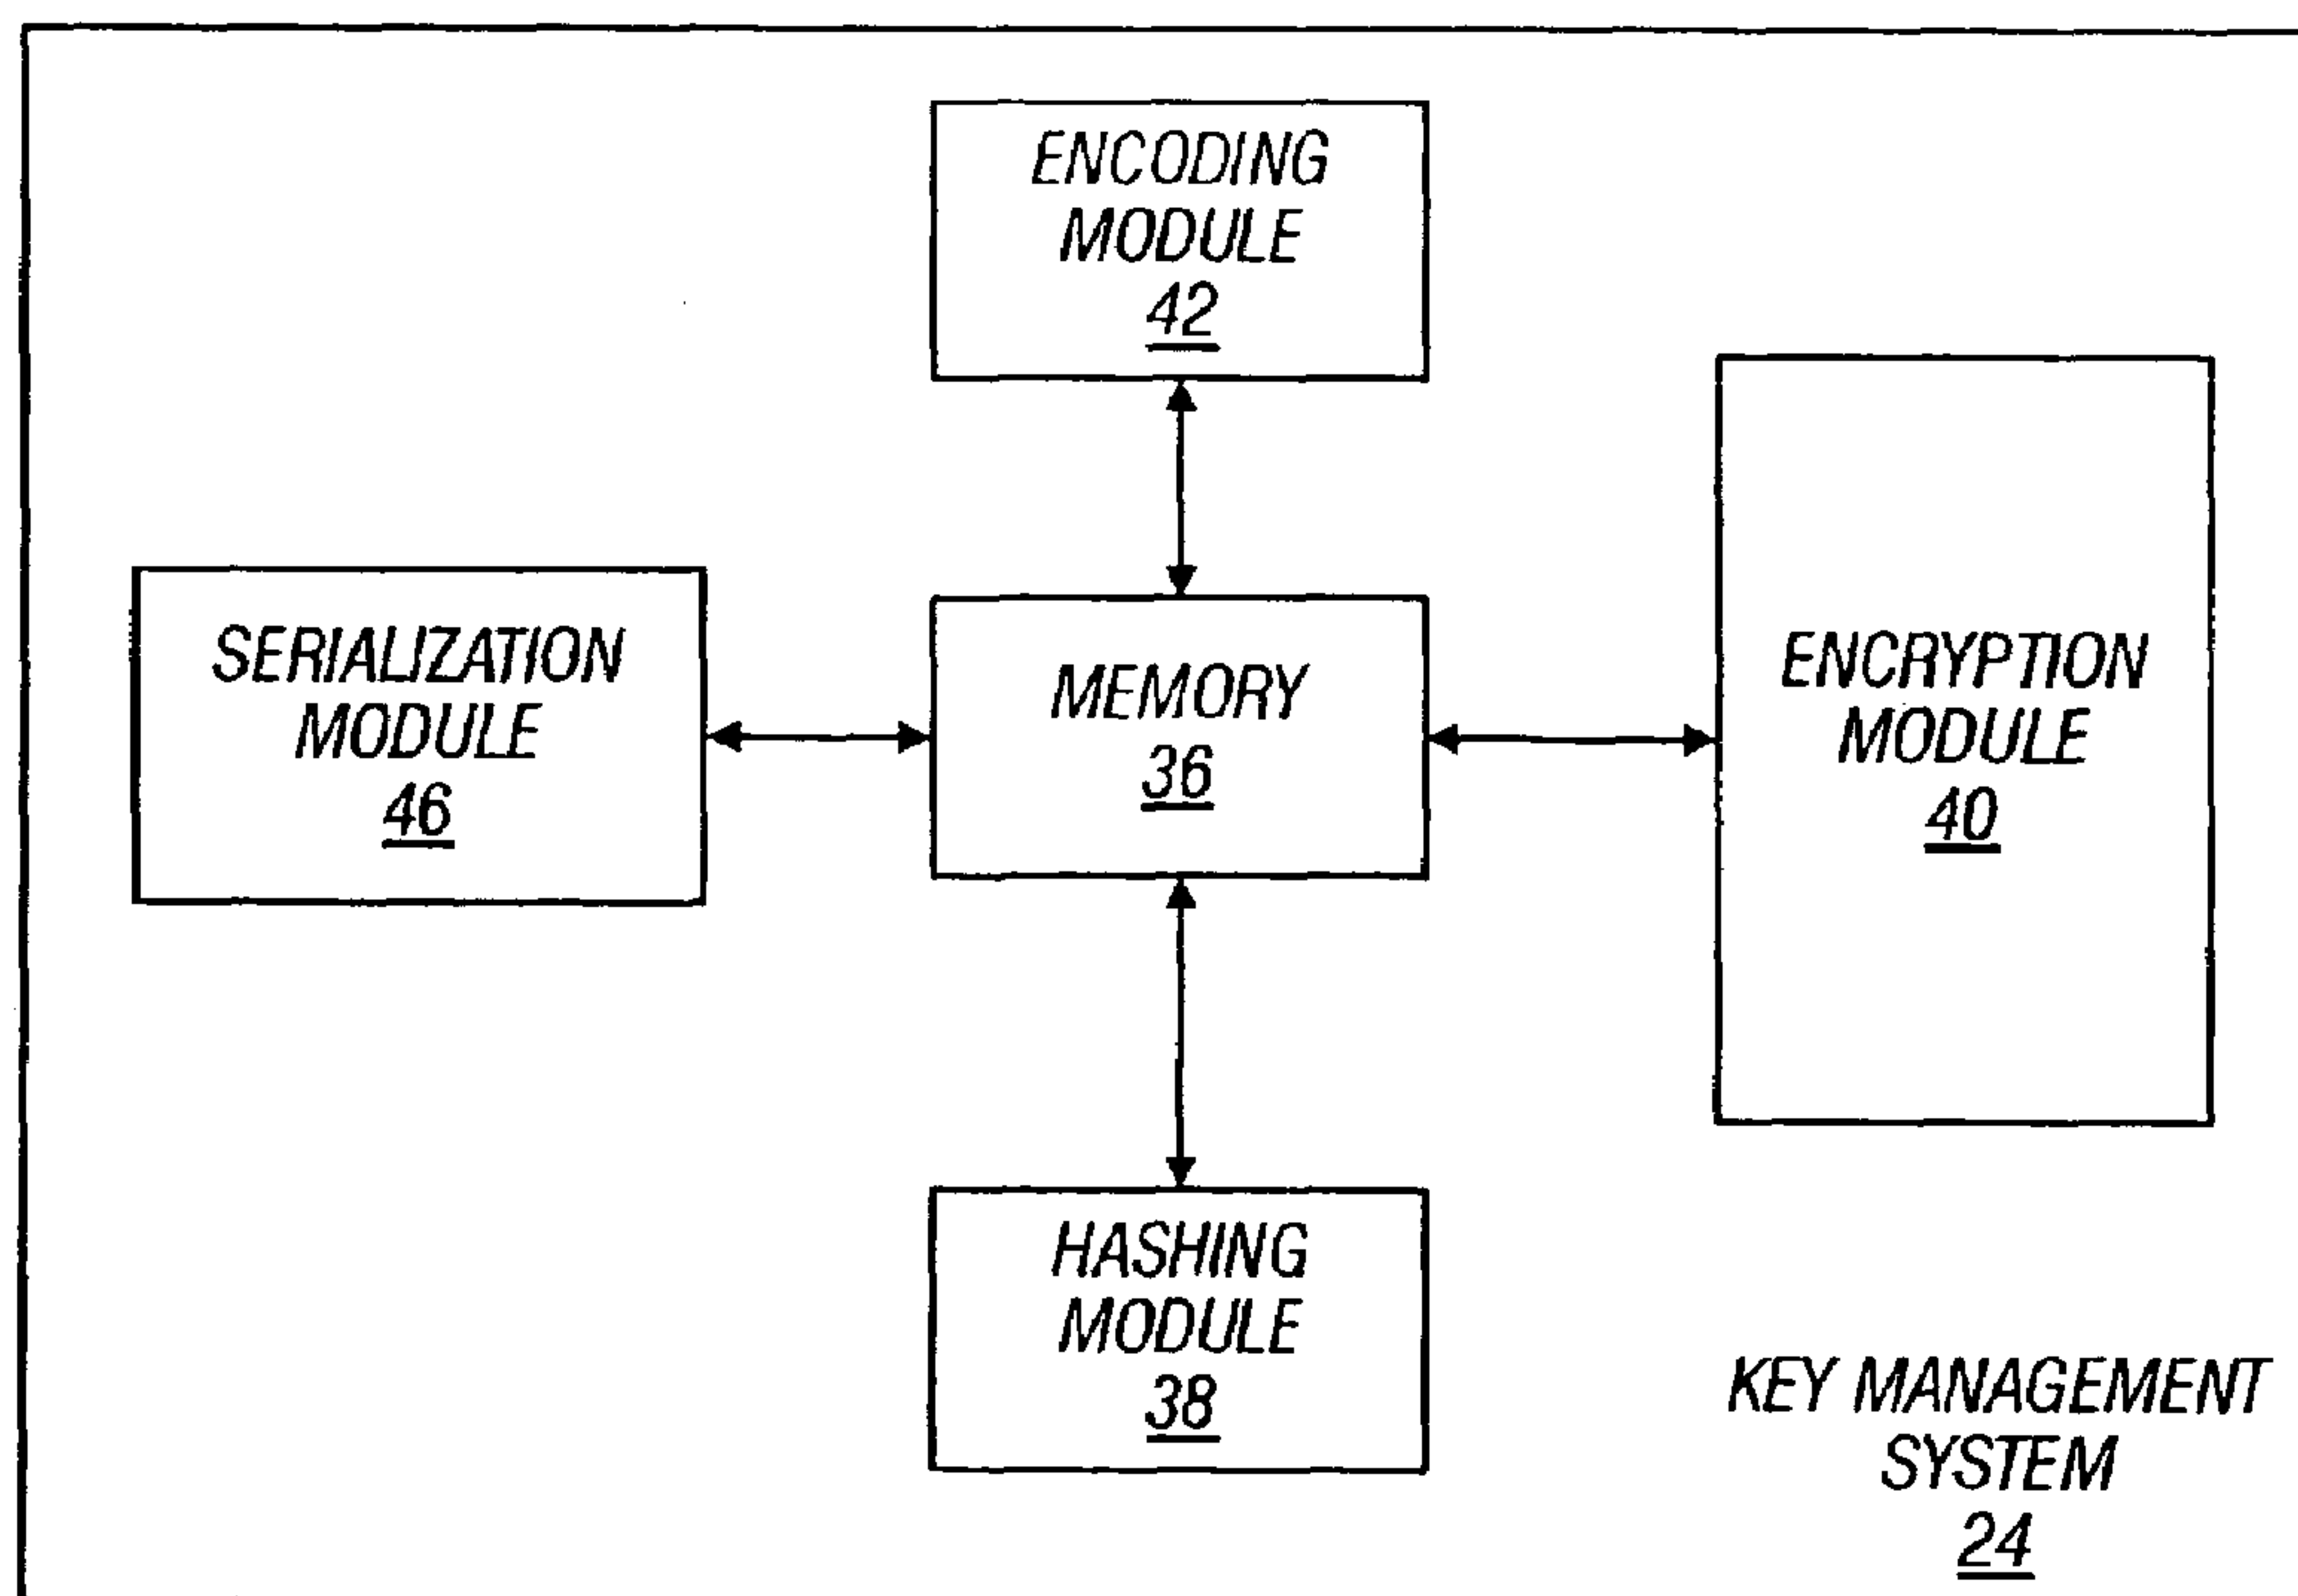 ENCODING
MODULE
42
SERIALIZATION
MODULE
46
MEMORY
36
ENCRYPTION
MODULE
40
HASHING
MODULE
38
KEY MANAGEMENT
SYSTEM
24